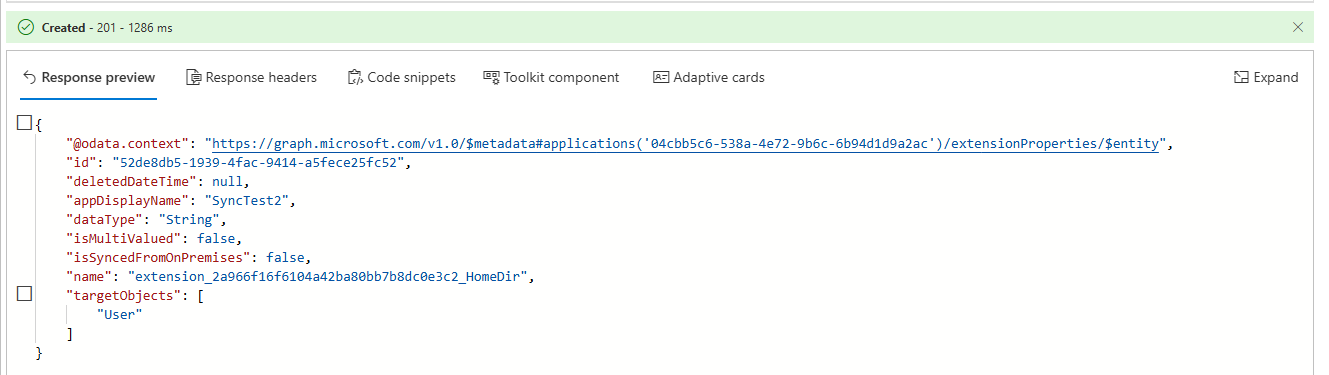 Created - 201 - 1286 ms
Response preview Response headers Code snippets Toolkit component Adaptive cards Expand
{
"@odata.context": "https://graph.microsoft.com/v1.0/$metadata#applications('04cbb5c6-538a-4e72-9b6c-6b94d1d9a2ac')/extensionProperties/$entity",
"id": "52de8db5-1939-4fac-9414-a5fece25fc52",
"deletedDateTime": null,
"appDisplayName": "SyncTest2",
"dataType": "String",
"isMultiValued": false,
"isSyncedFromOnPremises": false,
"name": "extension_2a966f16f6104a42ba80bb7b8dc0e3c2_HomeDir",
"targetObjects": [
"User"
]
}